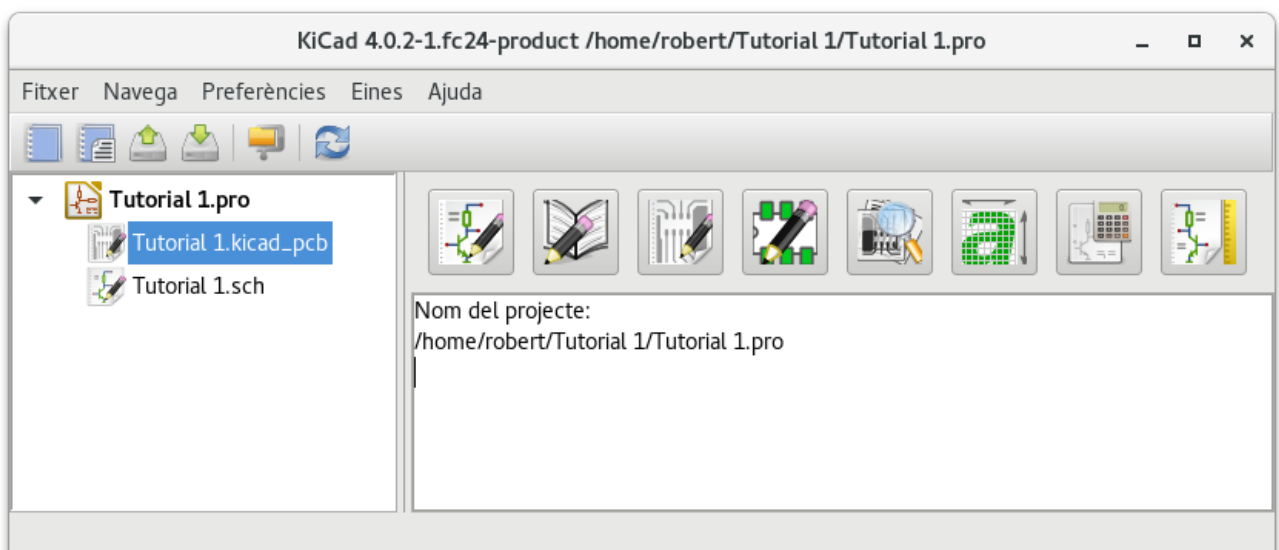 KiCad 4.0.2-1.fc24-product /home/robert/Tutorial 1/Tutorial 1.pro
Fitxer Navega Preferències Eines Ajuda
Tutorial 1.pro
Tutorial 1.kicad_pcb
Tutorial 1.sch
Nom del projecte:
/home/robert/Tutorial 1/Tutorial 1.pro